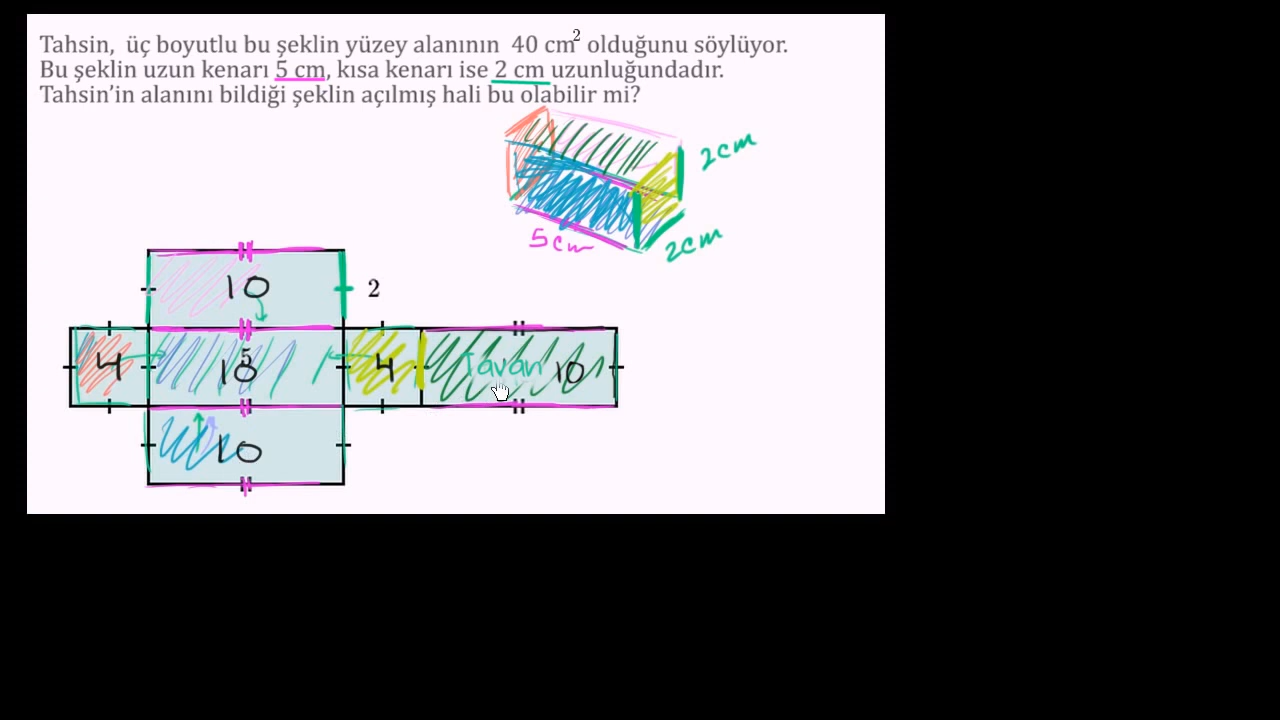 Tahsin, üç boyutlu bu şeklin yüzey alanının 40 cm² olduğunu söylüyor.
Bu şeklin uzun kenarı 5 cm, kısa kenarı ise 2 cm uzunluğundadır.
Tahsin'in alanını bildiği şeklin açılmış hali bu olabilir mi?
2cm
5cm
2cm
10
2
4
5
10
4
Tavan
10
10